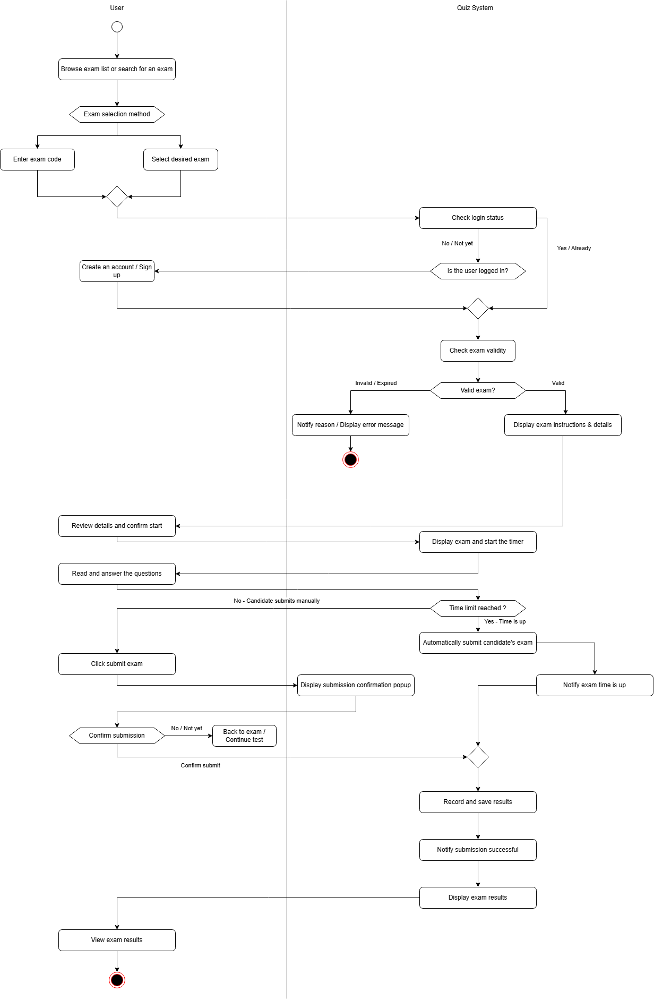 User
Quiz System
Browse exam list or search for an exam
Exam selection method
Enter exam code
Select desired exam
Check login status
No / Not yet
Yes / Already
Create an account / Sign
up
Is the user logged in?
Check exam validity
Invalid / Expired
Valid exam?
Valid
Notify reason / Display error message
Display exam instructions & details
Review details and confirm start
Display exam and start the timer
Read and answer the questions
No - Candidate submits manually
Time limit reached ?
Yes - Time is up
Automatically submit candidate's exam
Click submit exam
Display submission confirmation popup
Notify exam time is up
Confirm submission
No / Not yet
Back to exam /
Continue test
Confirm submit
Record and save results
Notify submission successful
Display exam results
View exam results